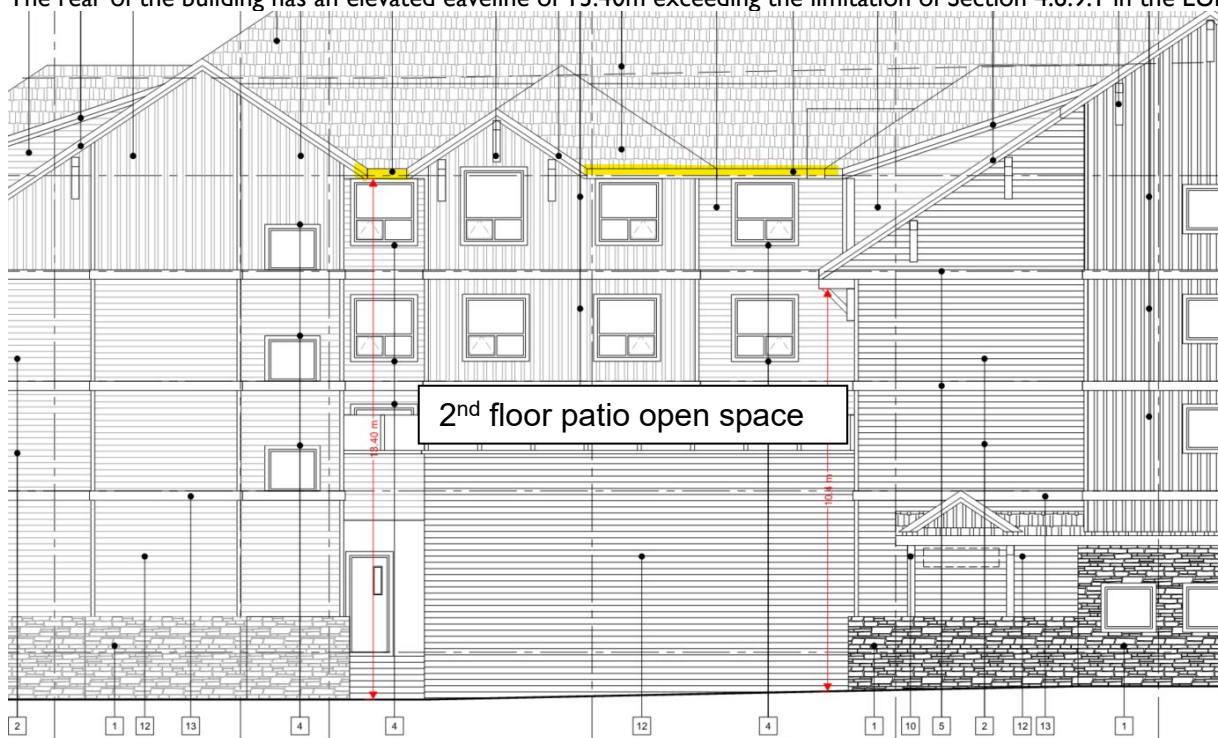 The rear of the building has an elevated eaveline of 13.40m exceeding the limitation of Section 4.6.9.1 in the
2nd floor patio open space
13.40 m
10.4 m
2 1 12 13 4 4 12 4 1 10 5 2 12 13 1